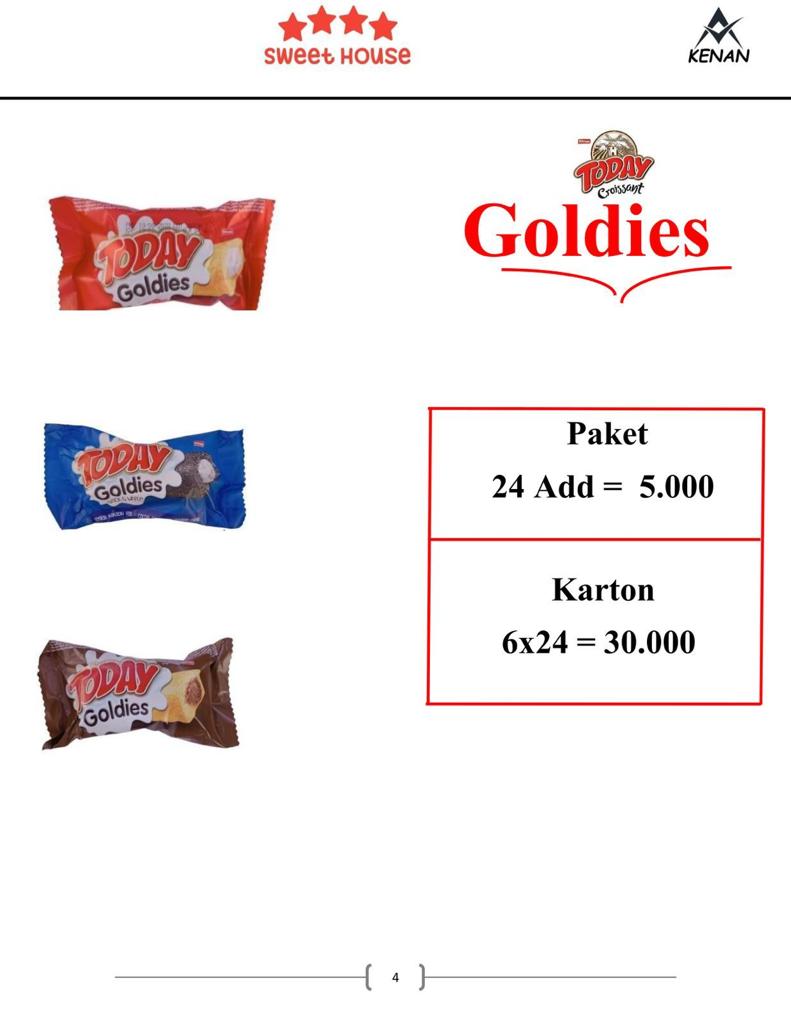 SWEET HOUSE
KENAN
TODAY
Croissant
Goldies
TODAY
Goldies
Paket
24 Add = 5.000
TODAY
Goldies
Karton
6x24 = 30.000
TODAY
Goldies
4